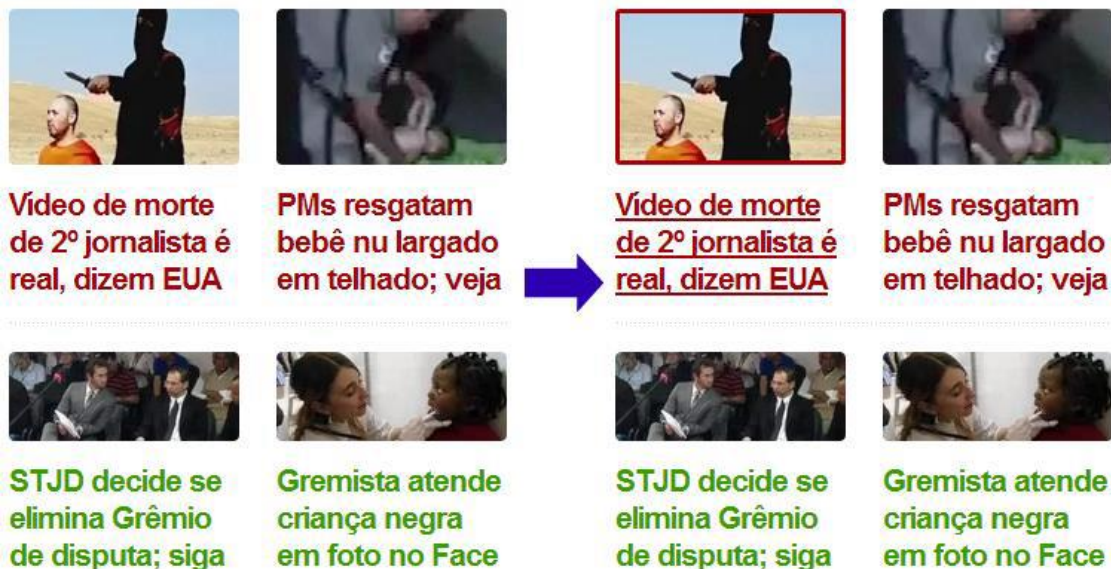 Vídeo de morte
de 2º jornalista é
real, dizem EUA
PMs resgatam
bebê nu largado
em telhado; veja
STJD decide se
elimina Grêmio
de disputa; siga
Gremista atende
criança negra
em foto no Face
Vídeo de morte
de 2º jornalista é
real, dizem EUA
PMs resgatam
bebê nu largado
em telhado; veja
STJD decide se
elimina Grêmio
de disputa; siga
Gremista atende
criança negra
em foto no Face